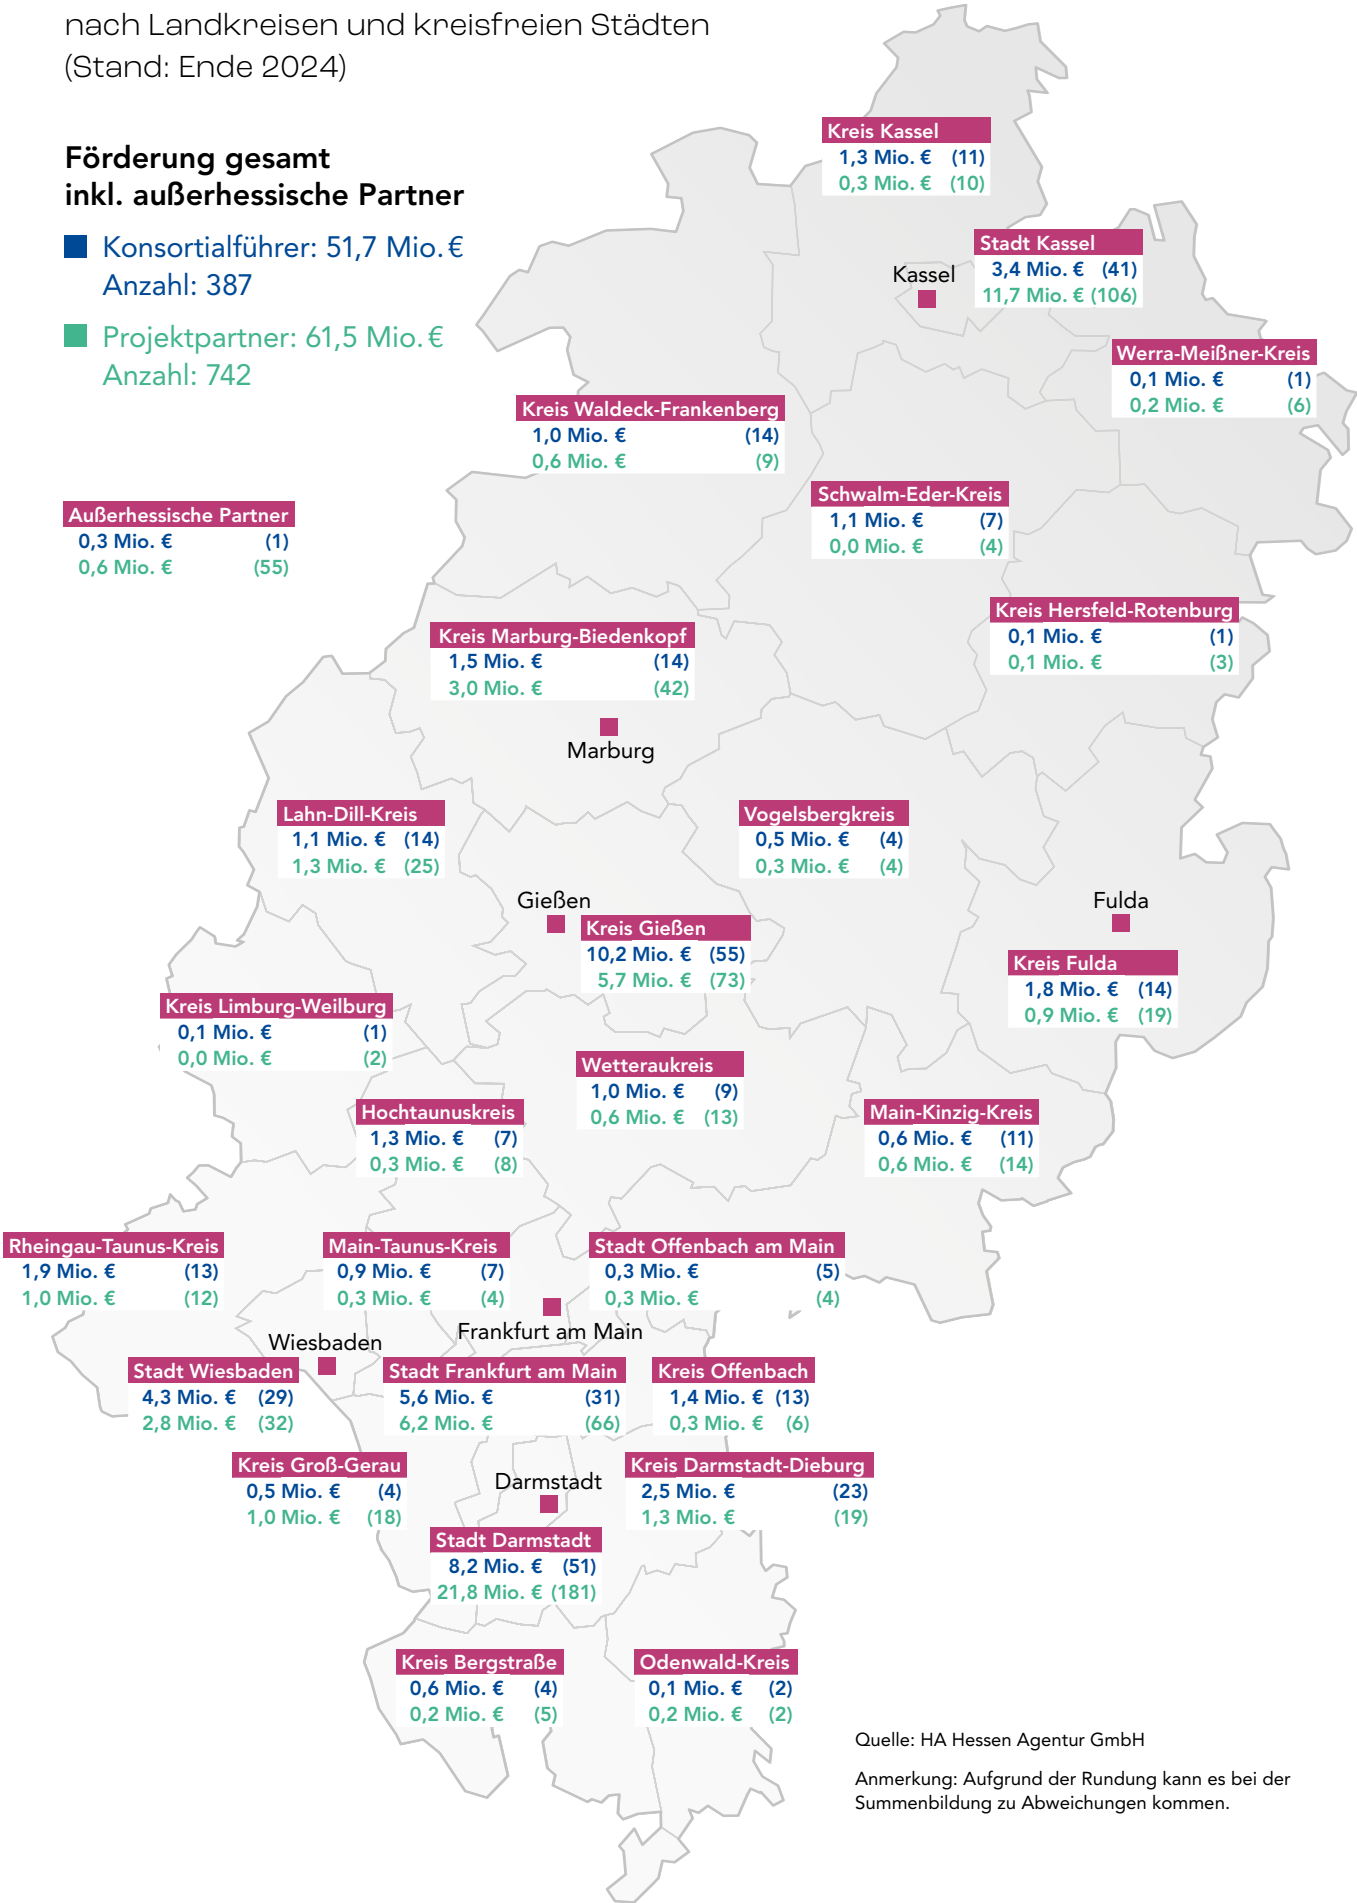 nach Landkreisen und kreisfreien Städten
(Stand: Ende 2024)
Förderung gesamt
inkl. außerhessische Partner
Konsortialführer: 51,7 Mio. €
Anzahl: 387
Projektpartner: 61,5 Mio. €
Anzahl: 742
Kreis Kassel
1,3 Mio. € (11)
0,3 Mio. € (10)
Kassel
Stadt Kassel
3,4 Mio. € (41)
11,7 Mio. € (106)
Werra-Meißner-Kreis
0,1 Mio. € (1)
0,2 Mio. € (6)
Kreis Waldeck-Frankenberg
1,0 Mio. € (14)
0,6 Mio. € (9)
Schwalm-Eder-Kreis
1,1 Mio. € (7)
0,0 Mio. € (4)
Außerhessische Partner
0,3 Mio. € (1)
0,6 Mio. € (55)
Kreis Hersfeld-Rotenburg
0,1 Mio. € (1)
0,1 Mio. € (3)
Kreis Marburg-Biedenkopf
1,5 Mio. € (14)
3,0 Mio. € (42)
Marburg
Lahn-Dill-Kreis
1,1 Mio. € (14)
1,3 Mio. € (25)
Vogelsbergkreis
0,5 Mio. € (4)
0,3 Mio. € (4)
Gießen
Kreis Gießen
10,2 Mio. € (55)
5,7 Mio. € (73)
Fulda
Kreis Fulda
1,8 Mio. € (14)
0,9 Mio. € (19)
Kreis Limburg-Weilburg
0,1 Mio. € (1)
0,0 Mio. € (2)
Wetteraukreis
1,0 Mio. € (9)
0,6 Mio. € (13)
Hochtaunuskreis
1,3 Mio. € (7)
0,3 Mio. € (8)
Main-Kinzig-Kreis
0,6 Mio. € (11)
0,6 Mio. € (14)
Rheingau-Taunus-Kreis
1,9 Mio. € (13)
1,0 Mio. € (12)
Main-Taunus-Kreis
0,9 Mio. € (7)
0,3 Mio. € (4)
Stadt Offenbach am Main
0,3 Mio. € (5)
0,3 Mio. € (4)
Frankfurt am Main
Wiesbaden
Stadt Wiesbaden
4,3 Mio. € (29)
2,8 Mio. € (32)
Stadt Frankfurt am Main
5,6 Mio. € (31)
6,2 Mio. € (66)
Kreis Offenbach
1,4 Mio. € (13)
0,3 Mio. € (6)
Kreis Groß-Gerau
0,5 Mio. € (4)
1,0 Mio. € (18)
Darmstadt
Kreis Darmstadt-Dieburg
2,5 Mio. € (23)
1,3 Mio. € (19)
Stadt Darmstadt
8,2 Mio. € (51)
21,8 Mio. € (181)
Kreis Bergstraße
0,6 Mio. € (4)
0,2 Mio. € (5)
Odenwald-Kreis
0,1 Mio. € (2)
0,2 Mio. € (2)
Quelle: HA Hessen Agentur GmbH
Anmerkung: Aufgrund der Rundung kann es bei der
Summenbildung zu Abweichungen kommen.